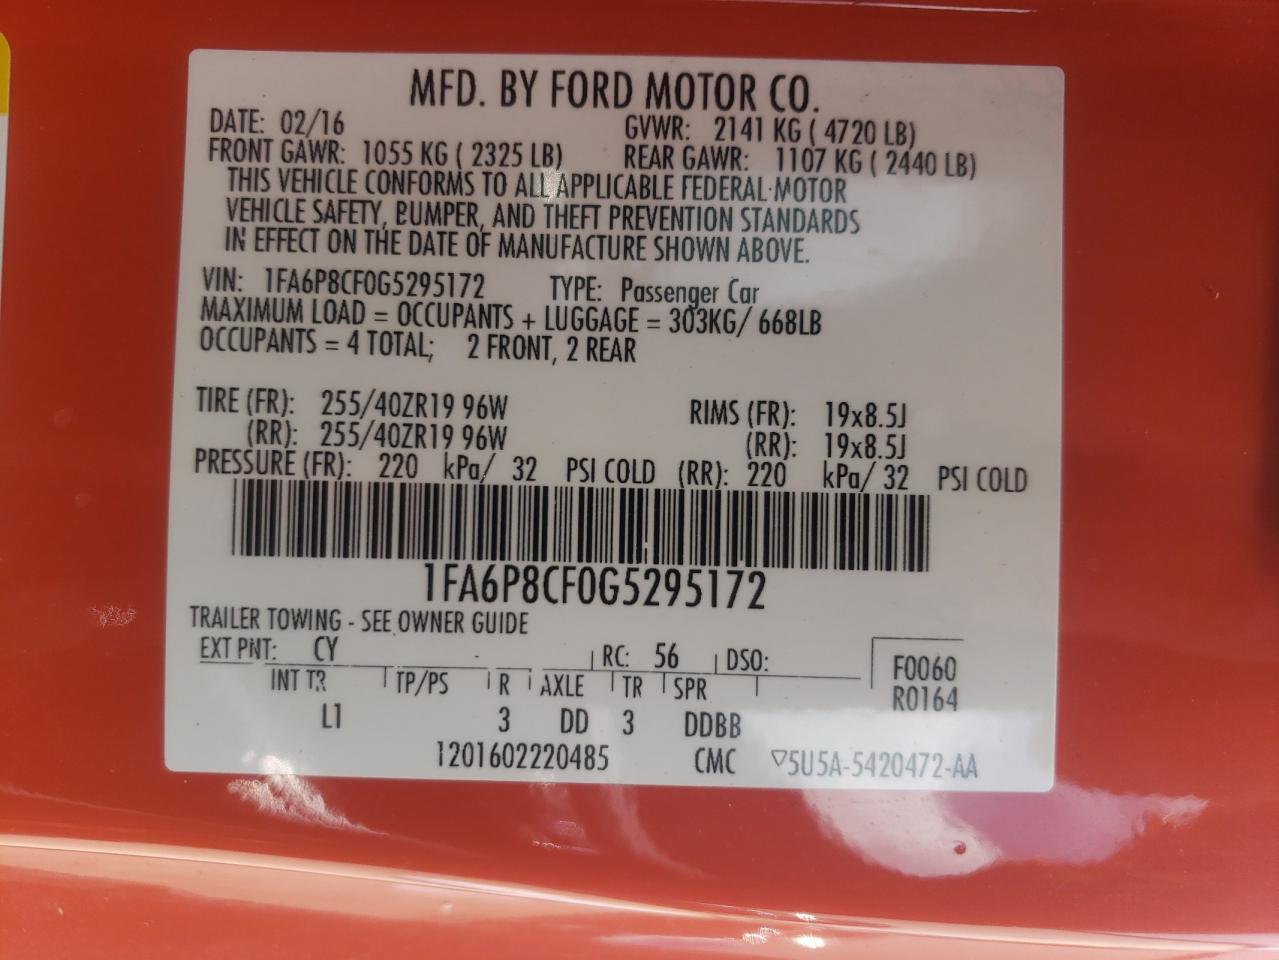 MFD. BY FORD MOTOR CO.
DATE: 02/16 GVWR: 2141 KG ( 4720 LB)
FRONT GAWR: 1055 KG ( 2325 LB) REAR GAWR: 1107 KG ( 2440 LB)
THIS VEHICLE CONFORMS TO ALL APPLICABLE FEDERAL MOTOR
VEHICLE SAFETY, BUMPER, AND THEFT PREVENTION STANDARDS
IN EFFECT ON THE DATE OF MANUFACTURE SHOWN ABOVE.
VIN: 1FA6P8CF0G5295172 TYPE: Passenger Car
MAXIMUM LOAD = OCCUPANTS + LUGGAGE = 303KG/ 668LB
OCCUPANTS = 4 TOTAL; 2 FRONT, 2 REAR
TIRE (FR): 255/40ZR19 96W RIMS (FR): 19x8.5J
(RR): 255/40ZR19 96W (RR): 19x8.5J
PRESSURE (FR): 220 kPa/ 32 PSI COLD (RR): 220 kPa/ 32 PSI COLD
1FA6P8CF0G5295172
TRAILER TOWING - SEE OWNER GUIDE
EXT PNT: CY RC: 56 DSO:
INT TR TP/PS R AXLE TR SPR F0060
L1 3 DD 3 DDBB R0164
1201602220485 CMC ▽5U5A-5420472-AA